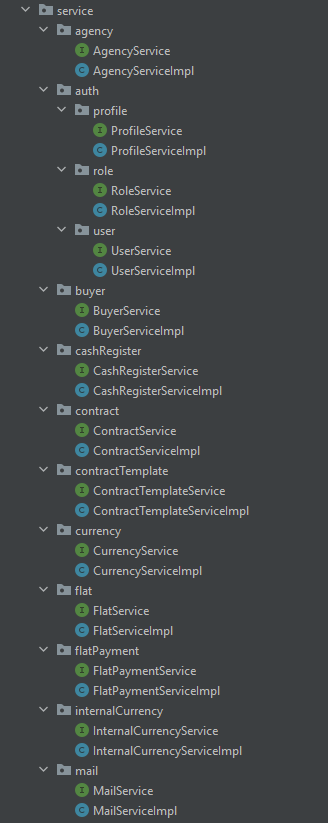 service
agency
AgencyService
AgencyServiceImpl
auth
profile
ProfileService
ProfileServiceImpl
role
RoleService
RoleServiceImpl
user
UserService
UserServiceImpl
buyer
BuyerService
BuyerServiceImpl
cashRegister
CashRegisterService
CashRegisterServiceImpl
contract
ContractService
ContractServiceImpl
contractTemplate
ContractTemplateService
ContractTemplateServiceImpl
currency
CurrencyService
CurrencyServiceImpl
flat
FlatService
FlatServiceImpl
flatPayment
FlatPaymentService
FlatPaymentServiceImpl
internalCurrency
InternalCurrencyService
InternalCurrencyServiceImpl
mail
MailService
MailServiceImpl